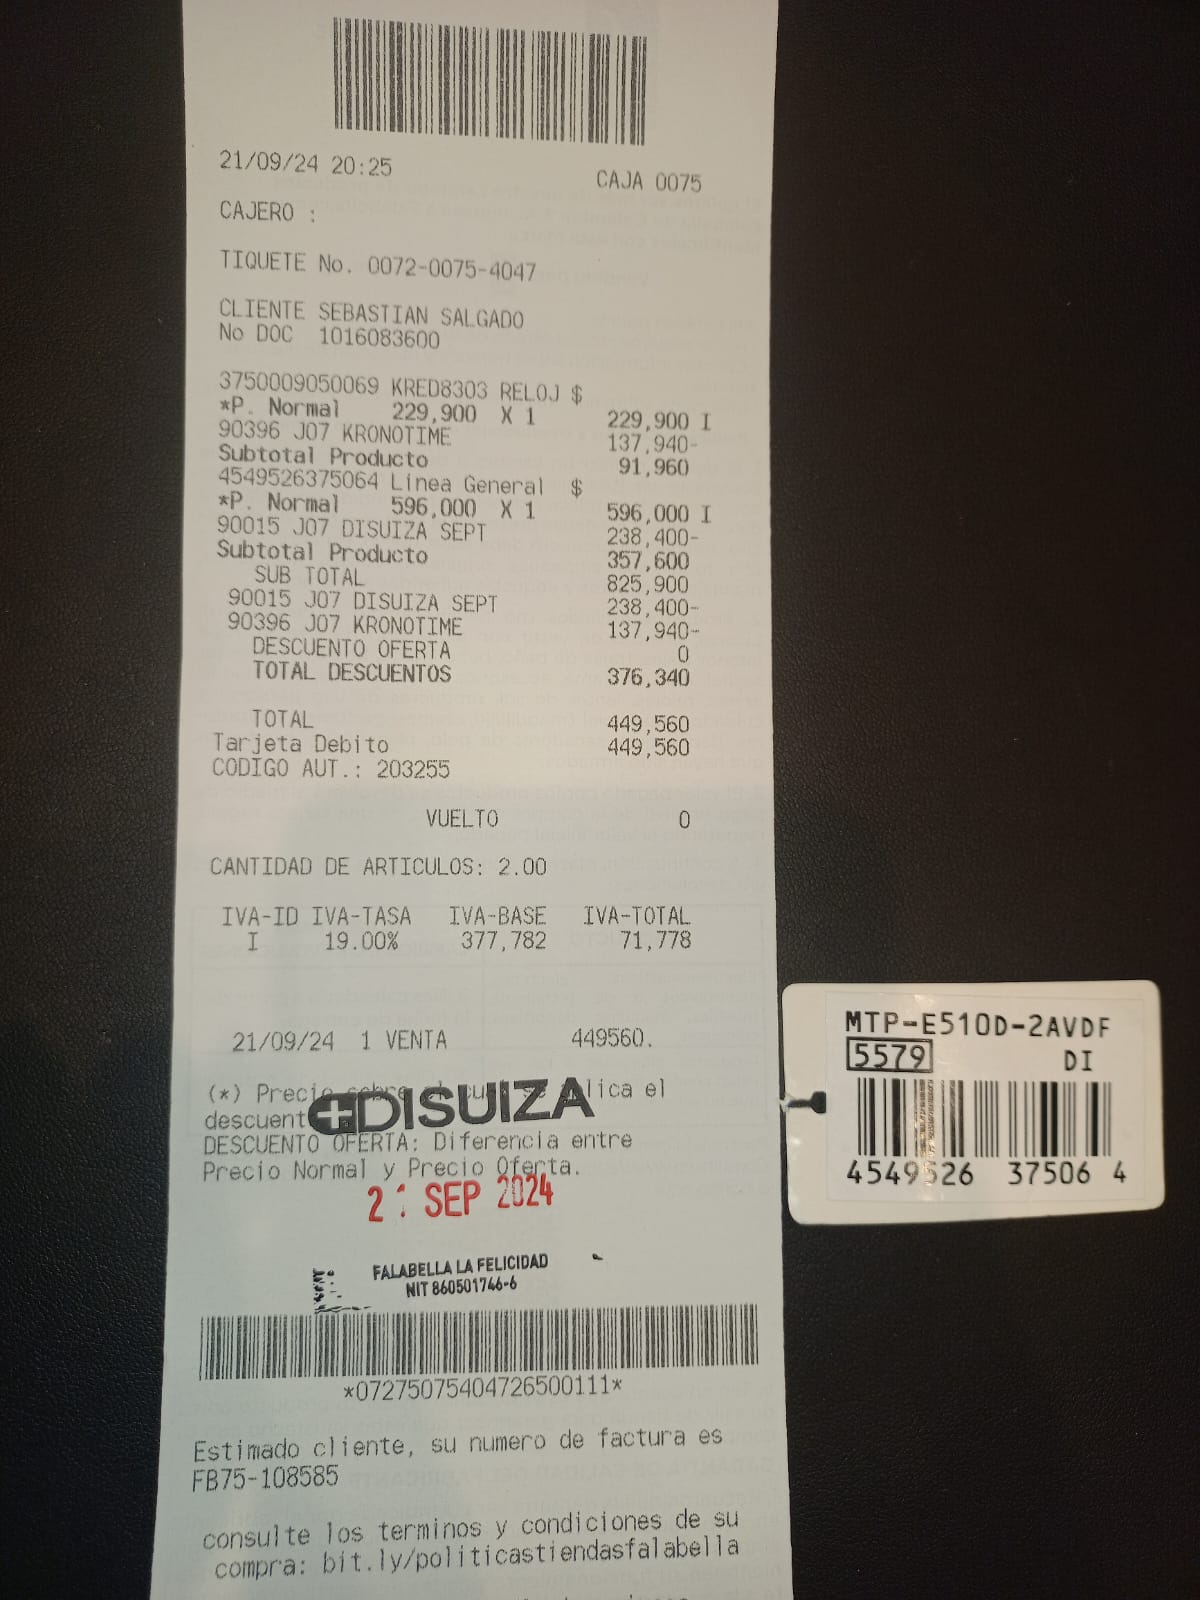 21/09/24 20:25 CAJA 0075
CAJERO :
TIQUETE No. 0072-0075-4047
CLIENTE SEBASTIAN SALGADO
No DOC 1016083600
3750009050069 KRED8303 RELOJ $
*P. Normal 229,900 X 1 229,900 I
90396 J07 KRONOTIME 137,940-
Subtotal Producto 91,960
4549526375064 Linea General $
*P. Normal 596,000 X 1 596,000 I
90015 J07 DISUIZA SEPT 238,400-
Subtotal Producto 357,600
SUB TOTAL 825,900
90015 J07 DISUIZA SEPT 238,400-
90396 J07 KRONOTIME 137,940-
DESCUENTO OFERTA 0
TOTAL DESCUENTOS 376,340
TOTAL 449,560
Tarjeta Debito 449,560
CODIGO AUT.: 203255
VUELTO 0
CANTIDAD DE ARTICULOS: 2.00
IVA-ID IVA-TASA IVA-BASE IVA-TOTAL
I 19.00% 377,782 71,778
21/09/24 1 VENTA 449560.
(*) Precio sobre el cual se aplica el
descuent
DISUIZA
DESCUENTO OFERTA: Diferencia entre
Precio Normal y Precio Oferta.
SEP 2024
FALABELLA LA FELICIDAD
NIT 860501746-6
*07275075404726500111*
Estimado cliente, su numero de factura es
FB75-108585
consulte los terminos y condiciones de su
compra: bit.ly/politicastiendasfalabella
MTP-E510D-2AVDF
5579 DI
4549526 37506 4